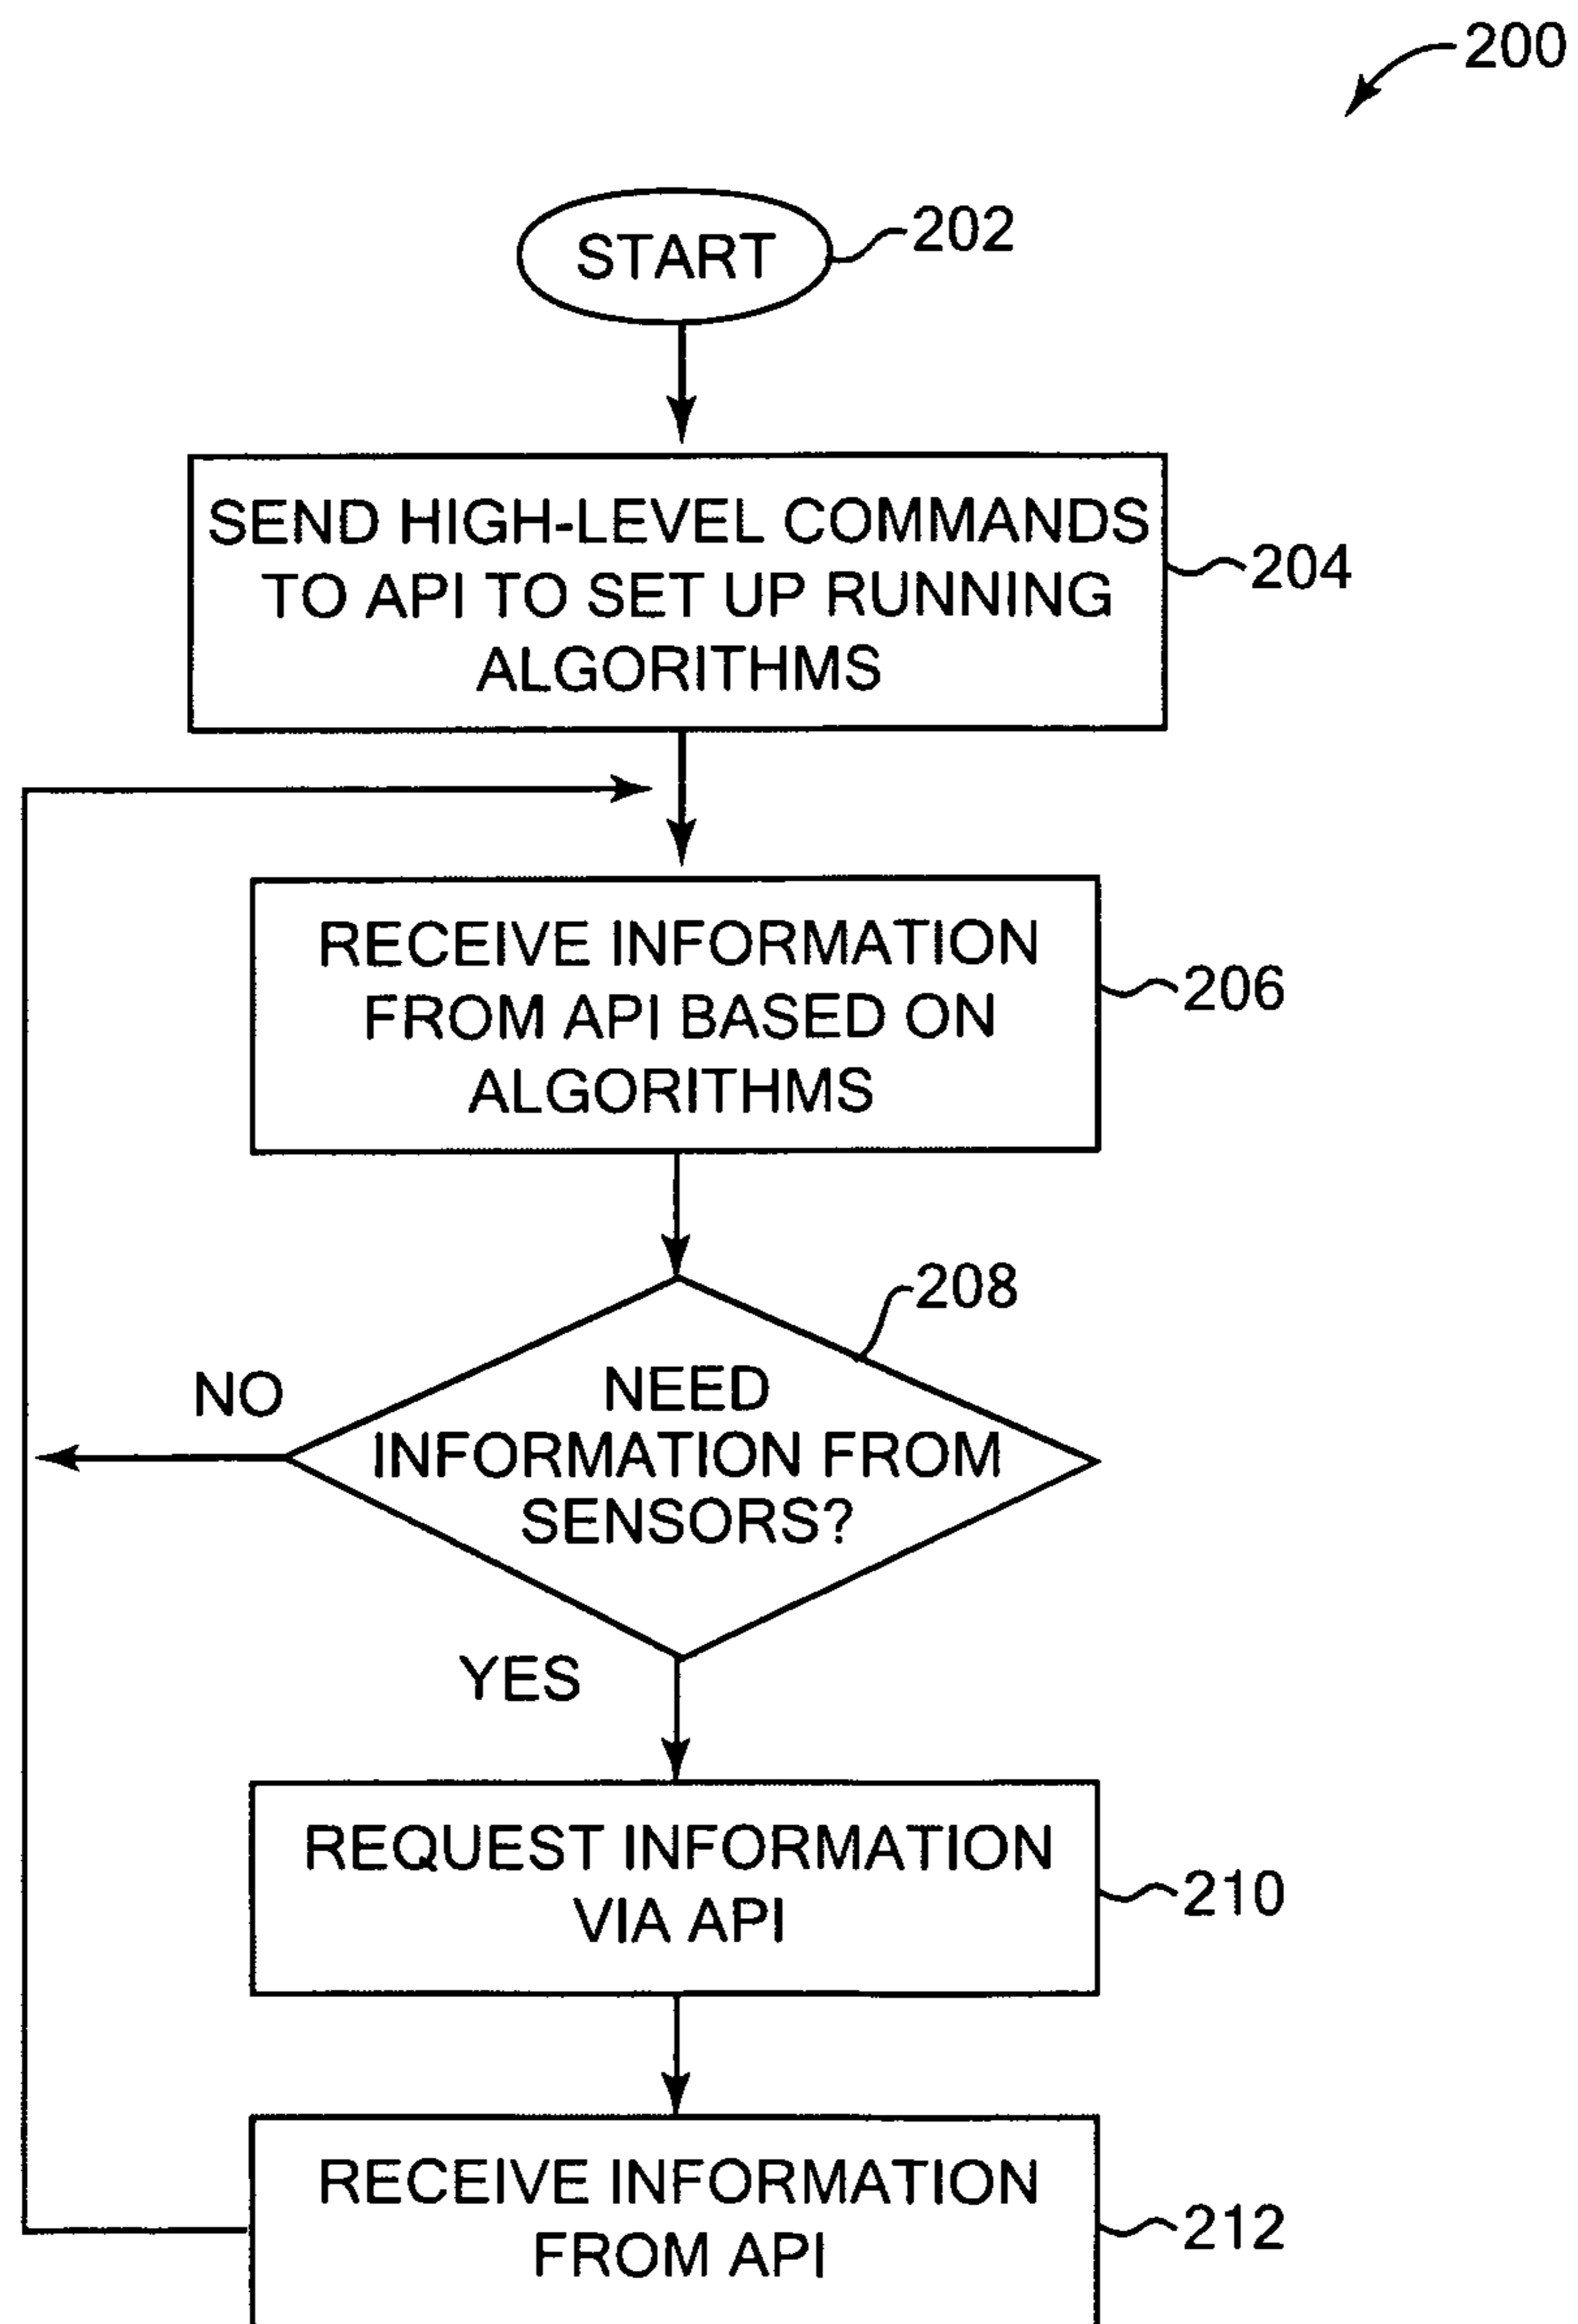 200
START
202
SEND HIGH-LEVEL COMMANDS
TO API TO SET UP RUNNING
ALGORITHMS
204
RECEIVE INFORMATION
FROM API BASED ON
ALGORITHMS
206
208
NEED
INFORMATION FROM
SENSORS?
NO
YES
REQUEST INFORMATION
VIA API
210
RECEIVE INFORMATION
FROM API
212